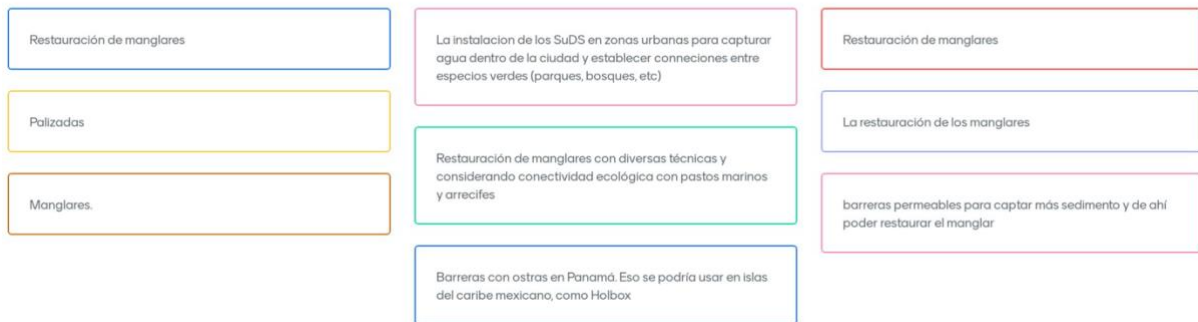 Restauración de manglares
Palizadas
Manglares.
La instalacion de los SuDS en zonas urbanas para capturar
agua dentro de la ciudad y establecer conneciones entre
especios verdes (parques, bosques, etc)
Restauración de manglares con diversas técnicas y
considerando conectividad ecológica con pastos marinos
y arrecifes
Barreras con ostras en Panamá. Eso se podría usar en islas
del caribe mexicano, como Holbox
Restauración de manglares
La restauración de los manglares
barreras permeables para captar más sedimento y de ahí
poder restaurar el manglar